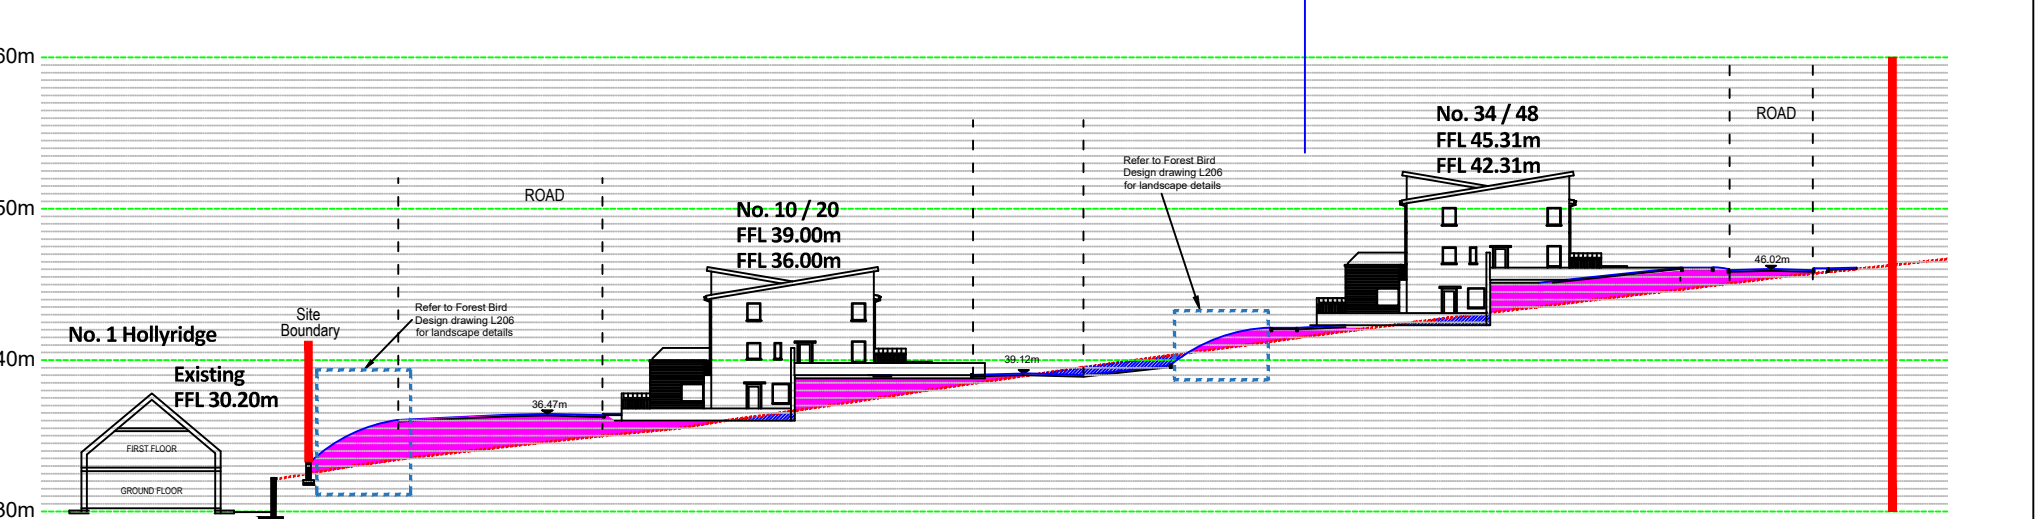 60m
No. 34 / 48
FFL 45.31m
FFL 42.31m
ROAD
Refer to Forest Bird
Design drawing L206
for landscape details
50m
ROAD
No. 10 / 20
FFL 39.00m
FFL 36.00m
46.02m
Site
Boundary
Refer to Forest Bird
Design drawing L206
for landscape details
No. 1 Hollyridge
40m
39.12m
Existing
FFL 30.20m
36.47m
FIRST FLOOR
GROUND FLOOR
30m